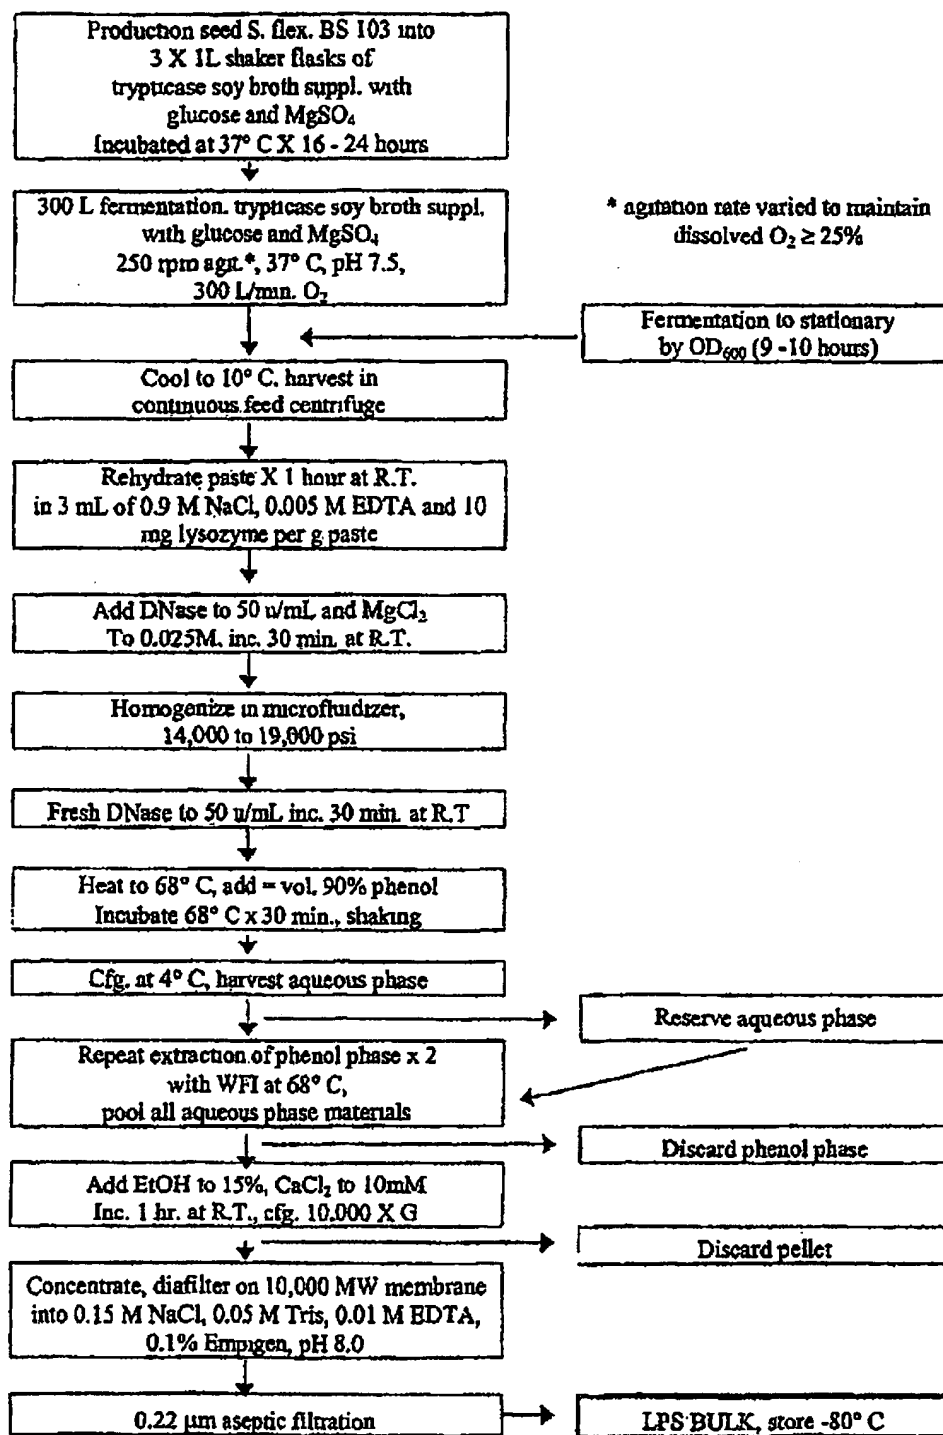 Production seed S. flex. BS 103 into
3 X 1L shaker flasks of
trypticase soy broth suppl. with
glucose and MgSO₄
Incubated at 37° C X 16 - 24 hours
300 L fermentation. trypticase soy broth suppl.
with glucose and MgSO₄
250 rpm agit.*, 37° C, pH 7.5,
300 L/min. O₂
* agitation rate varied to maintain
dissolved O₂ ≥ 25%
Fermentation to stationary
by OD₆₀₀ (9 -10 hours)
Cool to 10° C. harvest in
continuous feed centrifuge
Rehydrate paste X 1 hour at R.T.
in 3 mL of 0.9 M NaCl, 0.005 M EDTA and 10
mg lysozyme per g paste
Add DNase to 50 u/mL and MgCl₂
To 0.025M. inc. 30 min. at R.T.
Homogenize in microfluidizer,
14,000 to 19,000 psi
Fresh DNase to 50 u/mL inc. 30 min. at R.T
Heat to 68° C, add = vol. 90% phenol
Incubate 68° C x 30 min., shaking
Cfg. at 4° C, harvest aqueous phase
Reserve aqueous phase
Repeat extraction of phenol phase x 2
with WFI at 68° C,
pool all aqueous phase materials
Discard phenol phase
Add EtOH to 15%, CaCl₂ to 10mM
Inc. 1 hr. at R.T., cfg. 10.000 X G
Discard pellet
Concentrate, diafilter on 10,000 MW membrane
into 0.15 M NaCl, 0.05 M Tris, 0.01 M EDTA,
0.1% Empigen, pH 8.0
0.22 µm aseptic filtration
LPS BULK, store -80° C